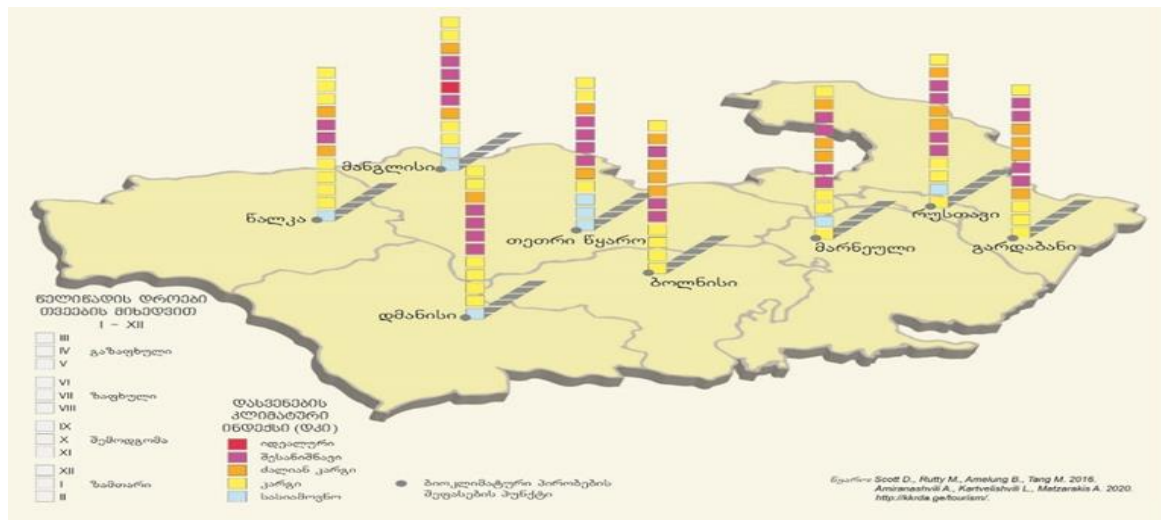 მანგლისი
წალკა
თეთრი წყარო
რუსთავი
მარნეული
გარდაბანი
ბოლნისი
დმანისი
წელიწადის დროები
თვეების მიხედვით
I - XII
III
IV გაზაფხული
V
VI
VII ზაფხული
VIII
IX
X შემოდგომა
XI
XII
I ზამთარი
II
დასვენების
კლიმატური
ინდექსი (დკი)
იდეალური
შესანიშნავი
ძალიან კარგი
კარგი
სასიამოვნო
ბიოკლიმატური პირობების
შეფასების პუნქტი
წყარო: Scott D., Rutty M., Amelung B., Tang M. 2016.
Amiranashvili A., Kartvelishvili L., Matzarakis A. 2020.
http://kkrda.ge/tourism/.